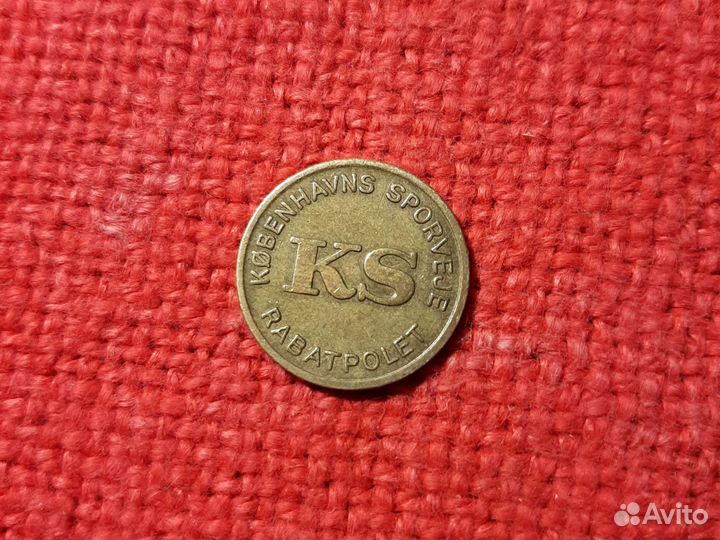 KØBENHAVNS SPORVEJE
KS
RABATPOLET
Avito